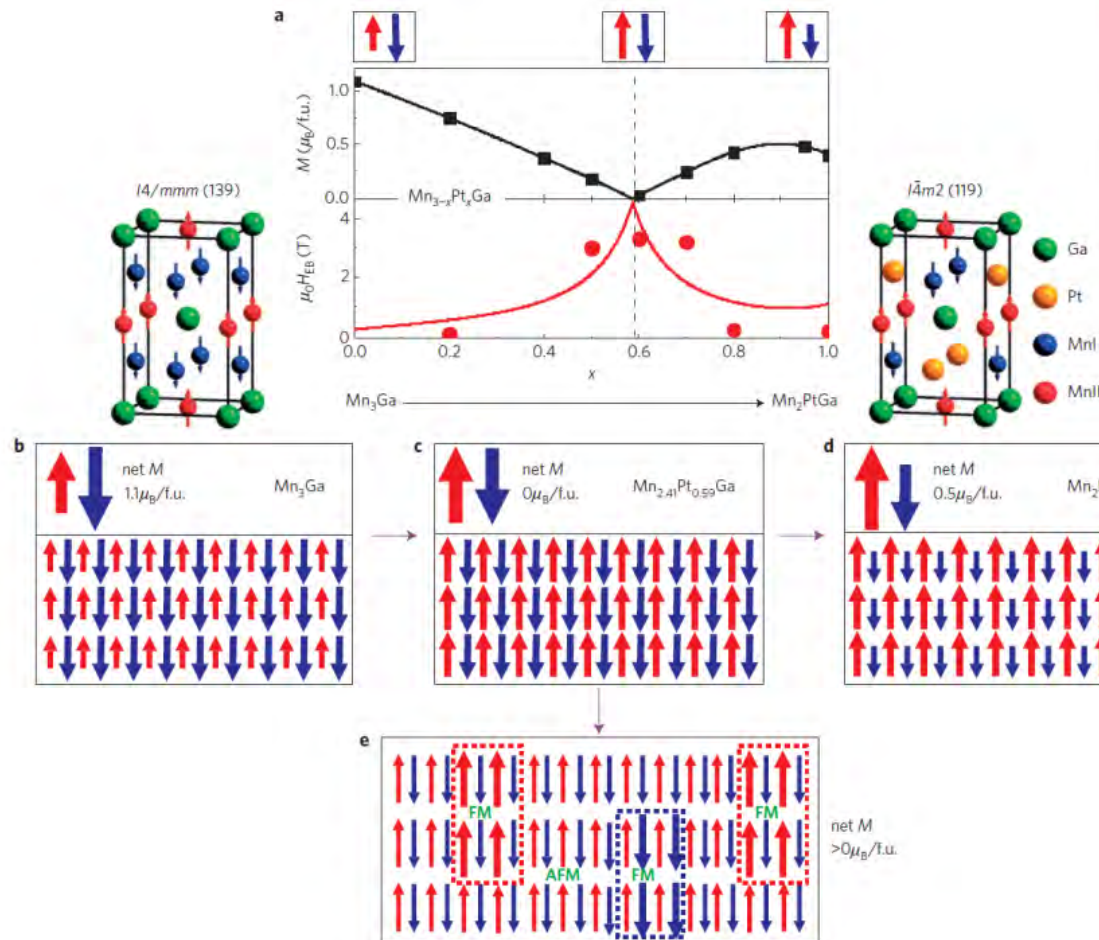 a
M (μB/f.u.)
1.0
0.5
0.0
Mn3−xPtxGa
μ0HEB (T)
4
2
0
0.0 0.2 0.4 0.6 0.8 1.0
x
Mn3Ga Mn2PtGa
I4/mmm (139)
I4̄m2 (119)
Ga
Pt
MnI
MnII
b
net M
1.1μB/f.u.
Mn3Ga
c
net M
0μB/f.u.
Mn2.41Pt0.59Ga
d
net M
0.5μB/f.u.
Mn2
e
FM
FM
AFM
FM
net M
>0μB/f.u.